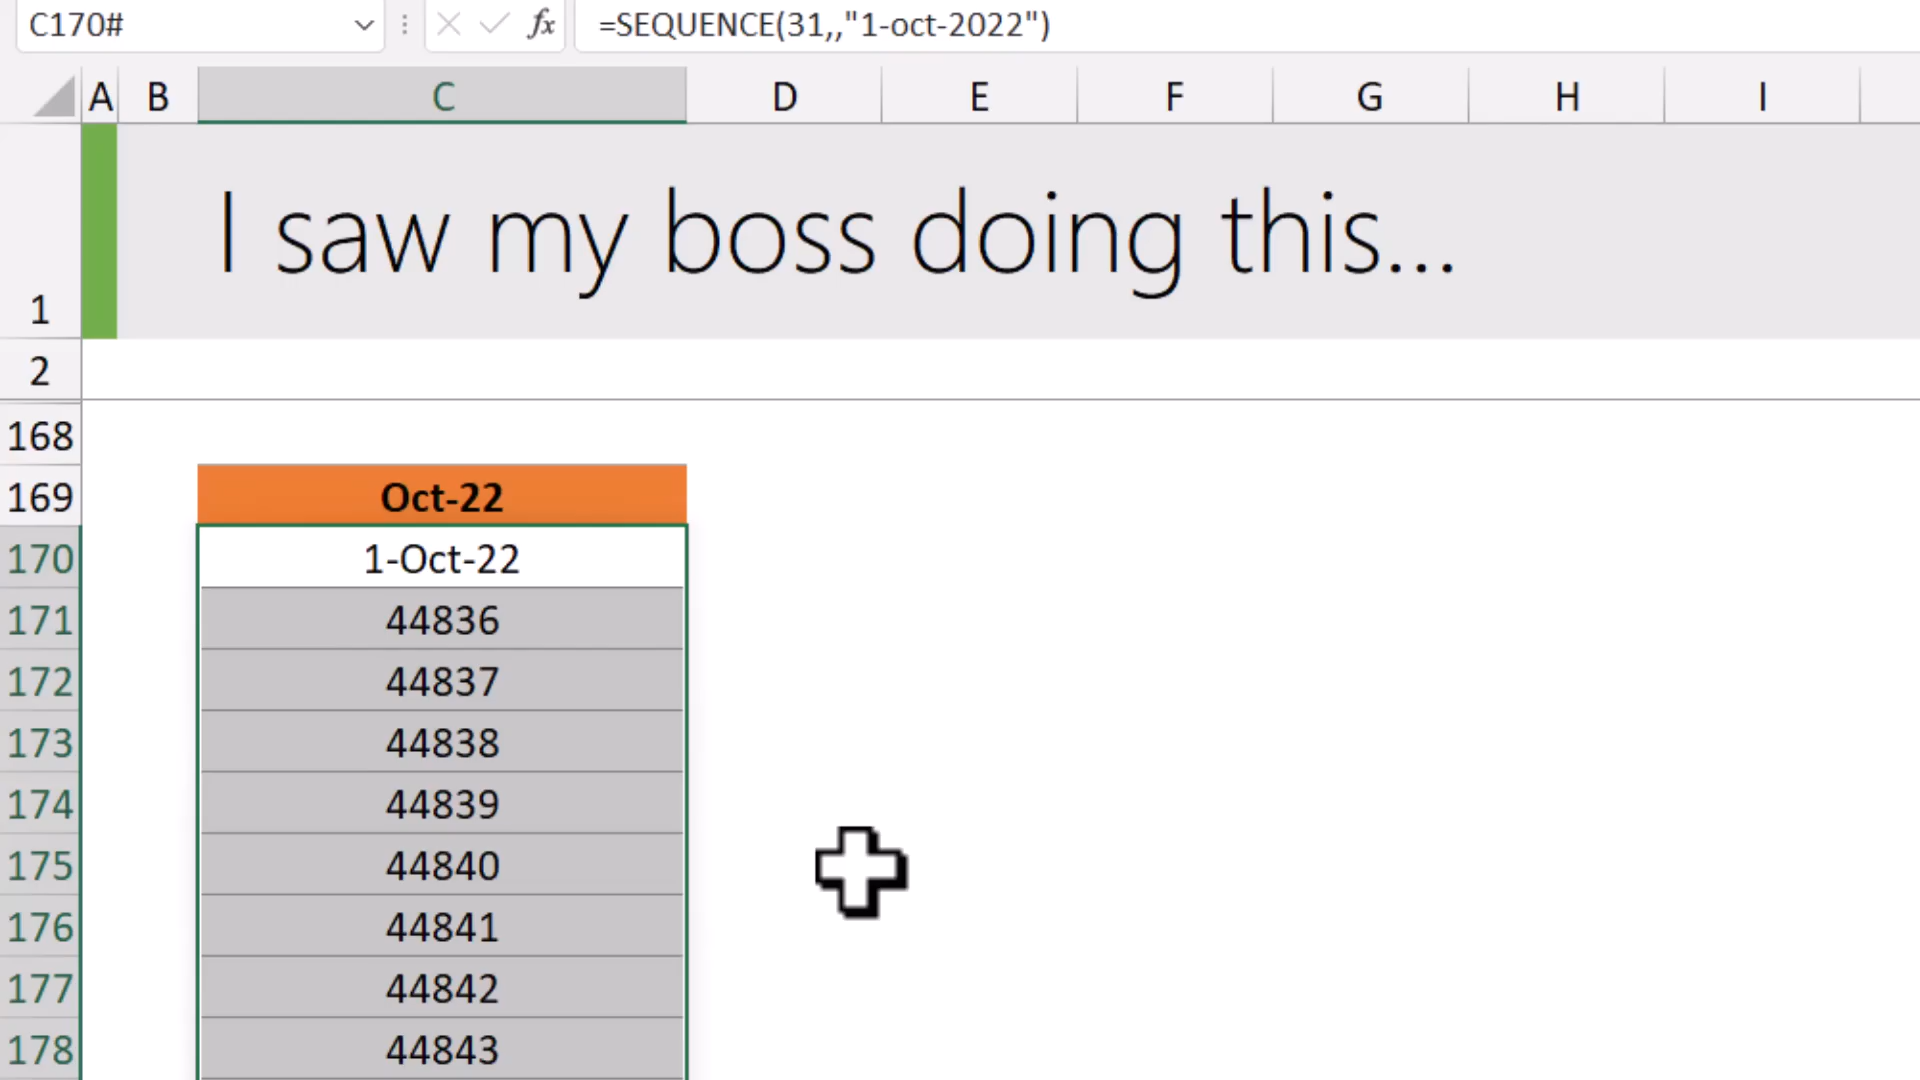 C170# fx =SEQUENCE(31,,"1-oct-2022")
A B C D E F G H I
1 I saw my boss doing this...
2
168
169 Oct-22
170 1-Oct-22
171 44836
172 44837
173 44838
174 44839
175 44840
176 44841
177 44842
178 44843